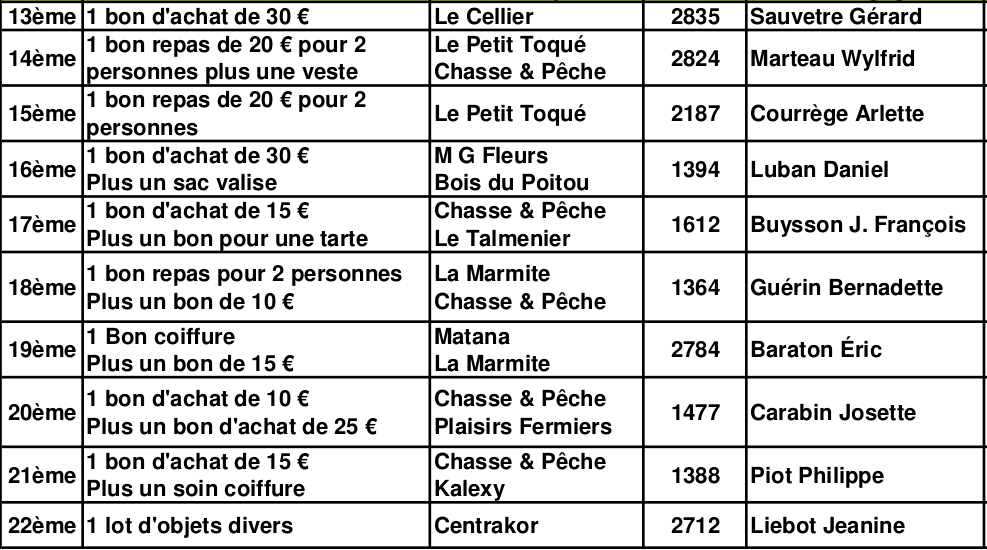 13ème 1 bon d'achat de 30 € Le Cellier 2835 Sauvetre Gérard
14ème 1 bon repas de 20 € pour 2 personnes plus une veste Le Petit Toqué Chasse & Pêche 2824 Marteau Wylfrid
15ème 1 bon repas de 20 € pour 2 personnes Le Petit Toqué 2187 Courrège Arlette
16ème 1 bon d'achat de 30 € Plus un sac valise M G Fleurs Bois du Poitou 1394 Luban Daniel
17ème 1 bon d'achat de 15 € Plus un bon pour une tarte Chasse & Pêche Le Talmenier 1612 Buysson J. François
18ème 1 bon repas pour 2 personnes Plus un bon de 10 € La Marmite Chasse & Pêche 1364 Guérin Bernadette
19ème 1 Bon coiffure Plus un bon de 15 € Matana La Marmite 2784 Baraton Éric
20ème 1 bon d'achat de 10 € Plus un bon d'achat de 25 € Chasse & Pêche Plaisirs Fermiers 1477 Carabin Josette
21ème 1 bon d'achat de 15 € Plus un soin coiffure Chasse & Pêche Kalexy 1388 Piot Philippe
22ème 1 lot d'objets divers Centrakor 2712 Liebot Jeanine